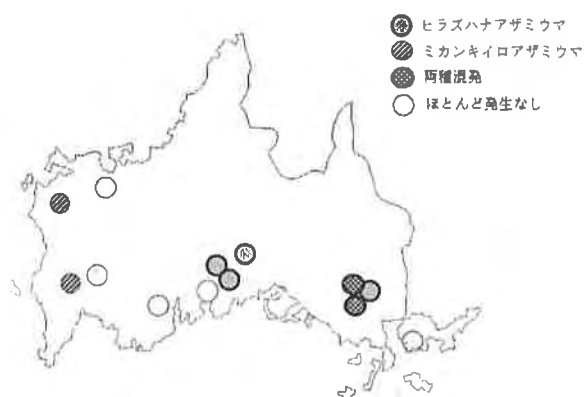 ヒラズハナアザミウマ
ミカンキイロアザミウマ
両種混発
ほとんど発生なし